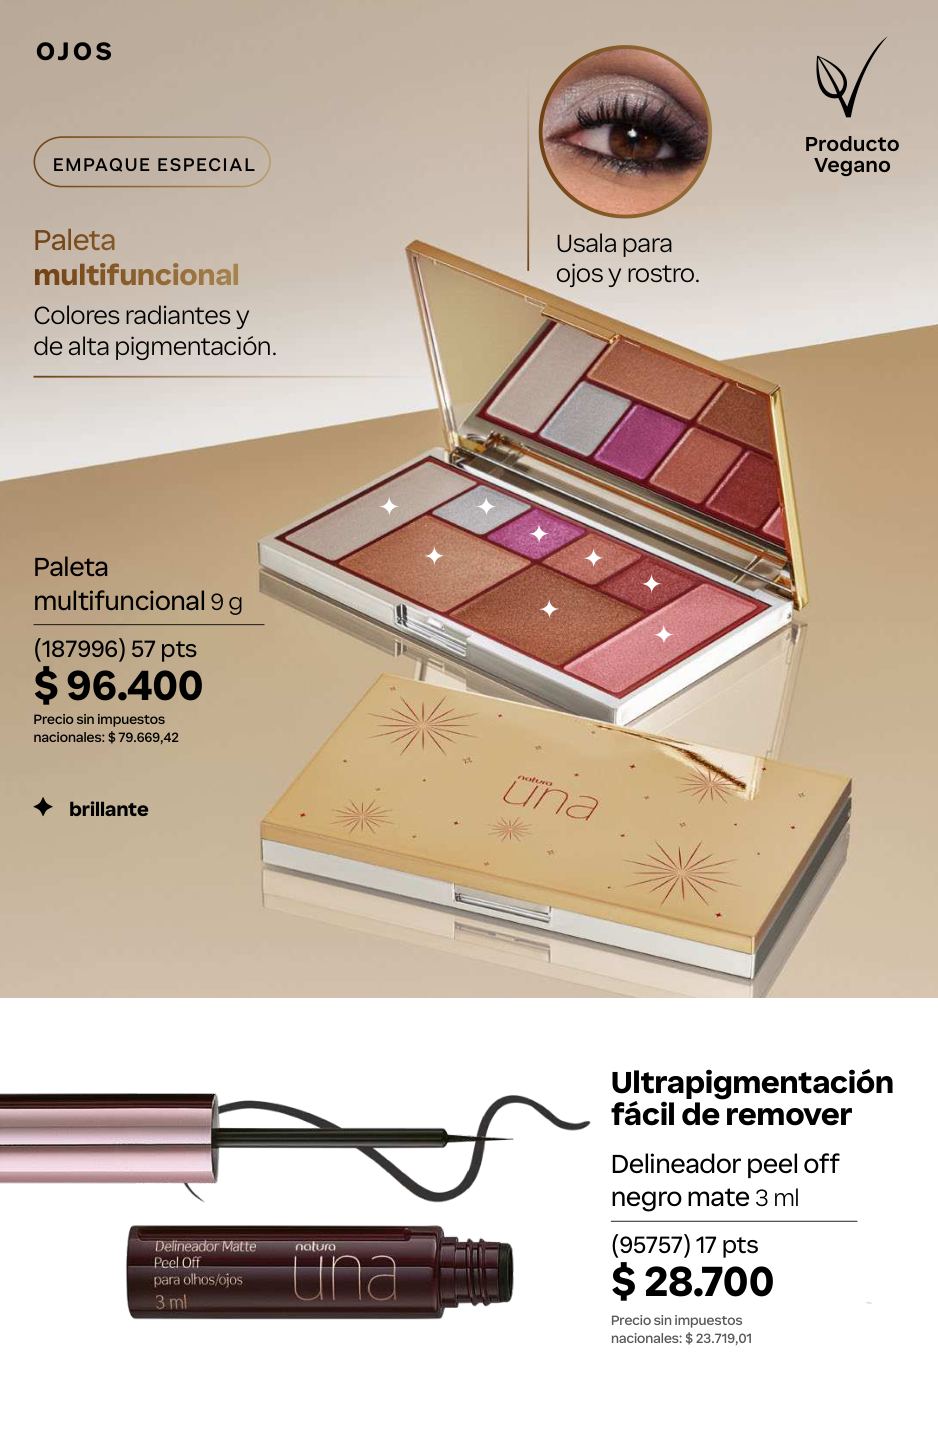 OJOS
EMPAQUE ESPECIAL
Producto
Vegano
Paleta
multifuncional
Colores radiantes y
de alta pigmentación.
Usala para
ojos y rostro.
Paleta
multifuncional 9 g
(187996) 57 pts
$ 96.400
Precio sin impuestos
nacionales: $ 79.669,42
brillante
natura
una
Ultrapigmentación
fácil de remover
Delineador peel off
negro mate 3 ml
(95757) 17 pts
$ 28.700
Precio sin impuestos
nacionales: $ 23.719,01
Delineador Matte
Peel Off
para olhos/ojos
3 ml
natura
una